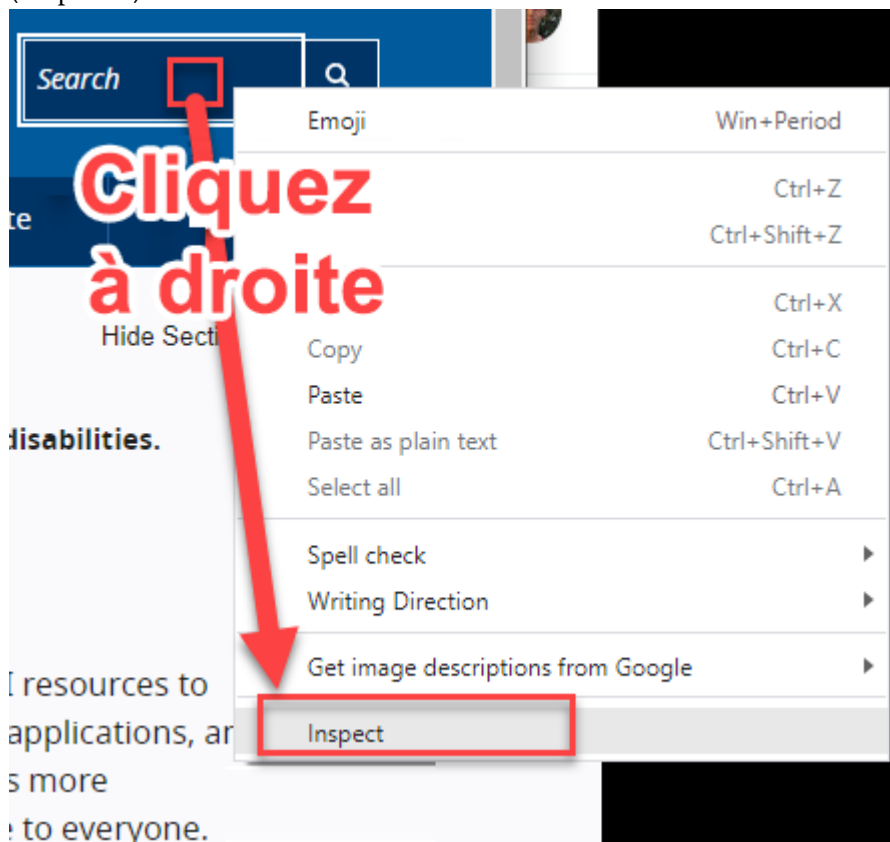 Search
Emoji Win+Period
Cliquez
Ctrl+Z
te
Ctrl+Shift+Z
à droite
Ctrl+X
Hide Secti
Copy Ctrl+C
Paste Ctrl+V
disabilities.
Paste as plain text Ctrl+Shift+V
Select all Ctrl+A
Spell check
Writing Direction
Get image descriptions from Google
resources to
Inspect
applications, ar
s more
to everyone.